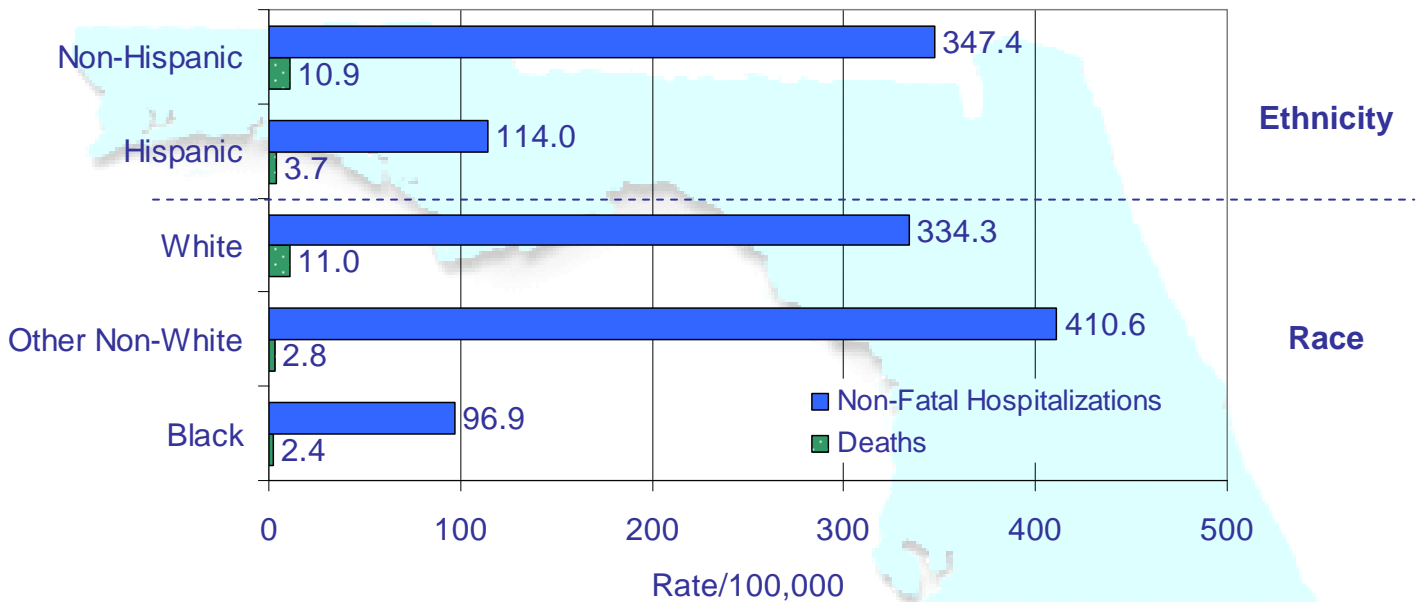 Non-Hispanic
347.4
10.9
Ethnicity
Hispanic
114.0
3.7
White
334.3
11.0
Other Non-White
410.6
2.8
Race
Non-Fatal Hospitalizations
Deaths
Black
96.9
2.4
0 100 200 300 400 500
Rate/100,000